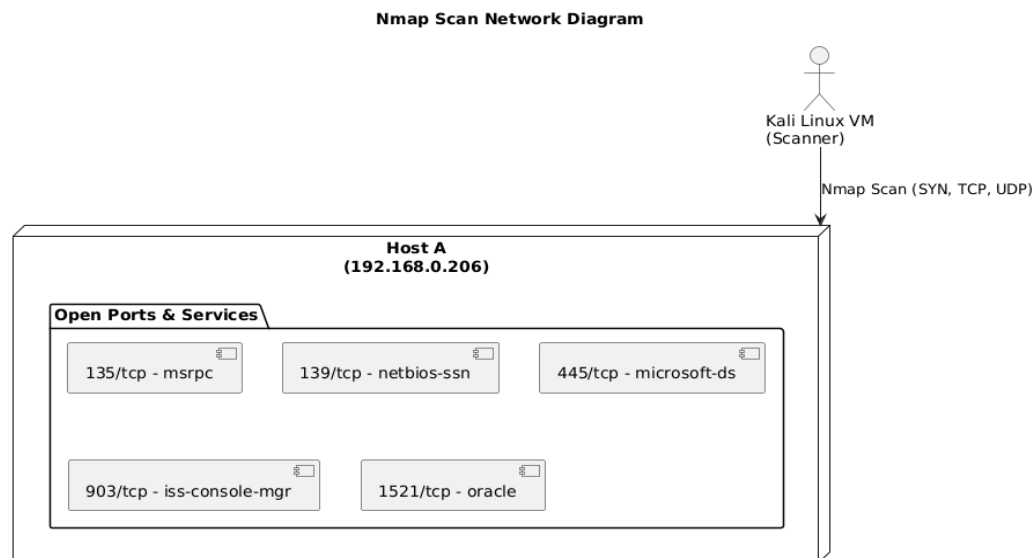 Nmap Scan Network Diagram
Kali Linux VM
(Scanner)
Nmap Scan (SYN, TCP, UDP)
Host A
(192.168.0.206)
Open Ports & Services
135/tcp - msrpc
139/tcp - netbios-ssn
445/tcp - microsoft-ds
903/tcp - iss-console-mgr
1521/tcp - oracle